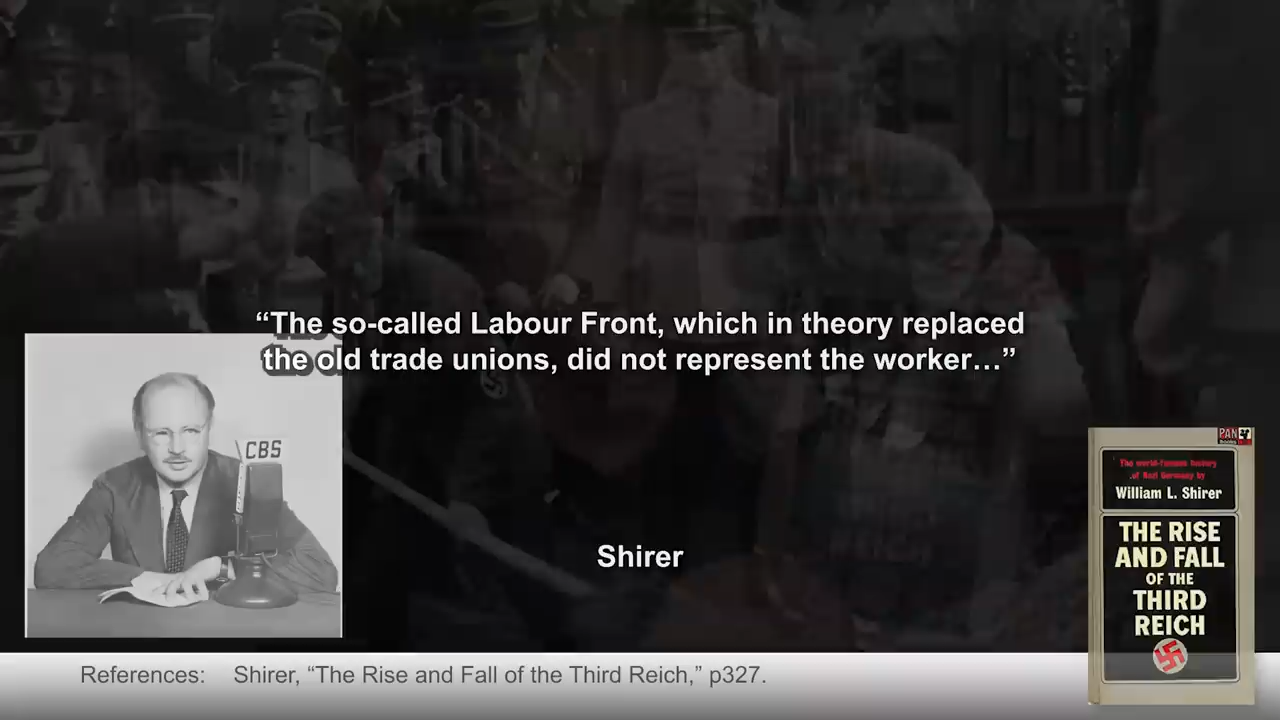 “The so-called Labour Front, which in theory replaced
the old trade unions, did not represent the worker…”
CBS
Shirer
PAN
The world-famous history
of Nazi Germany by
William L. Shirer
THE RISE
AND FALL
OF THE
THIRD
REICH
References: Shirer, “The Rise and Fall of the Third Reich,” p327.